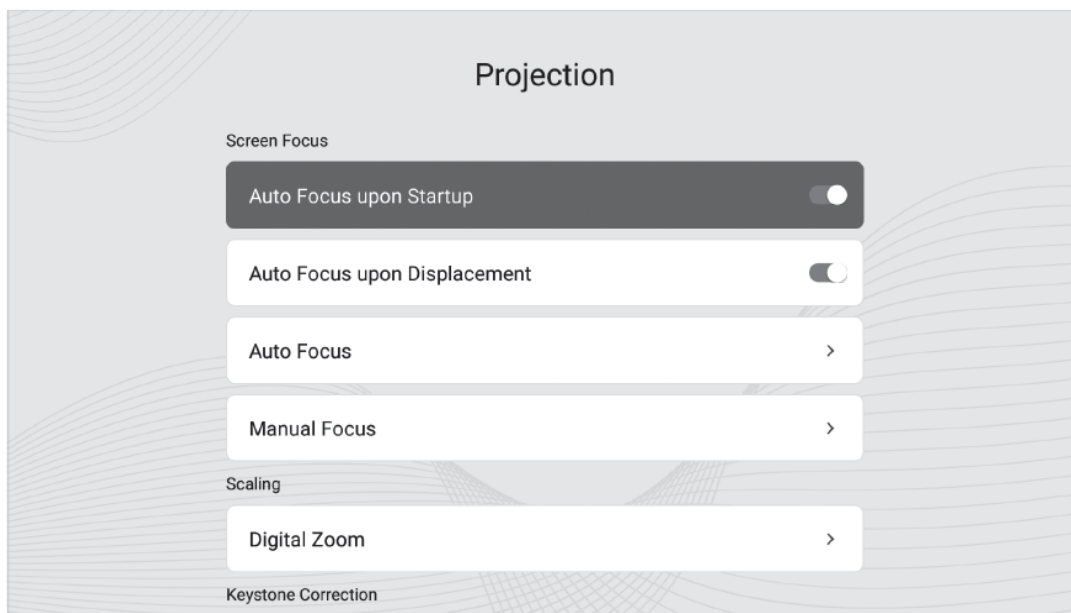 Projection
Screen Focus
Auto Focus upon Startup
Auto Focus upon Displacement
Auto Focus
Manual Focus
Scaling
Digital Zoom
Keystone Correction